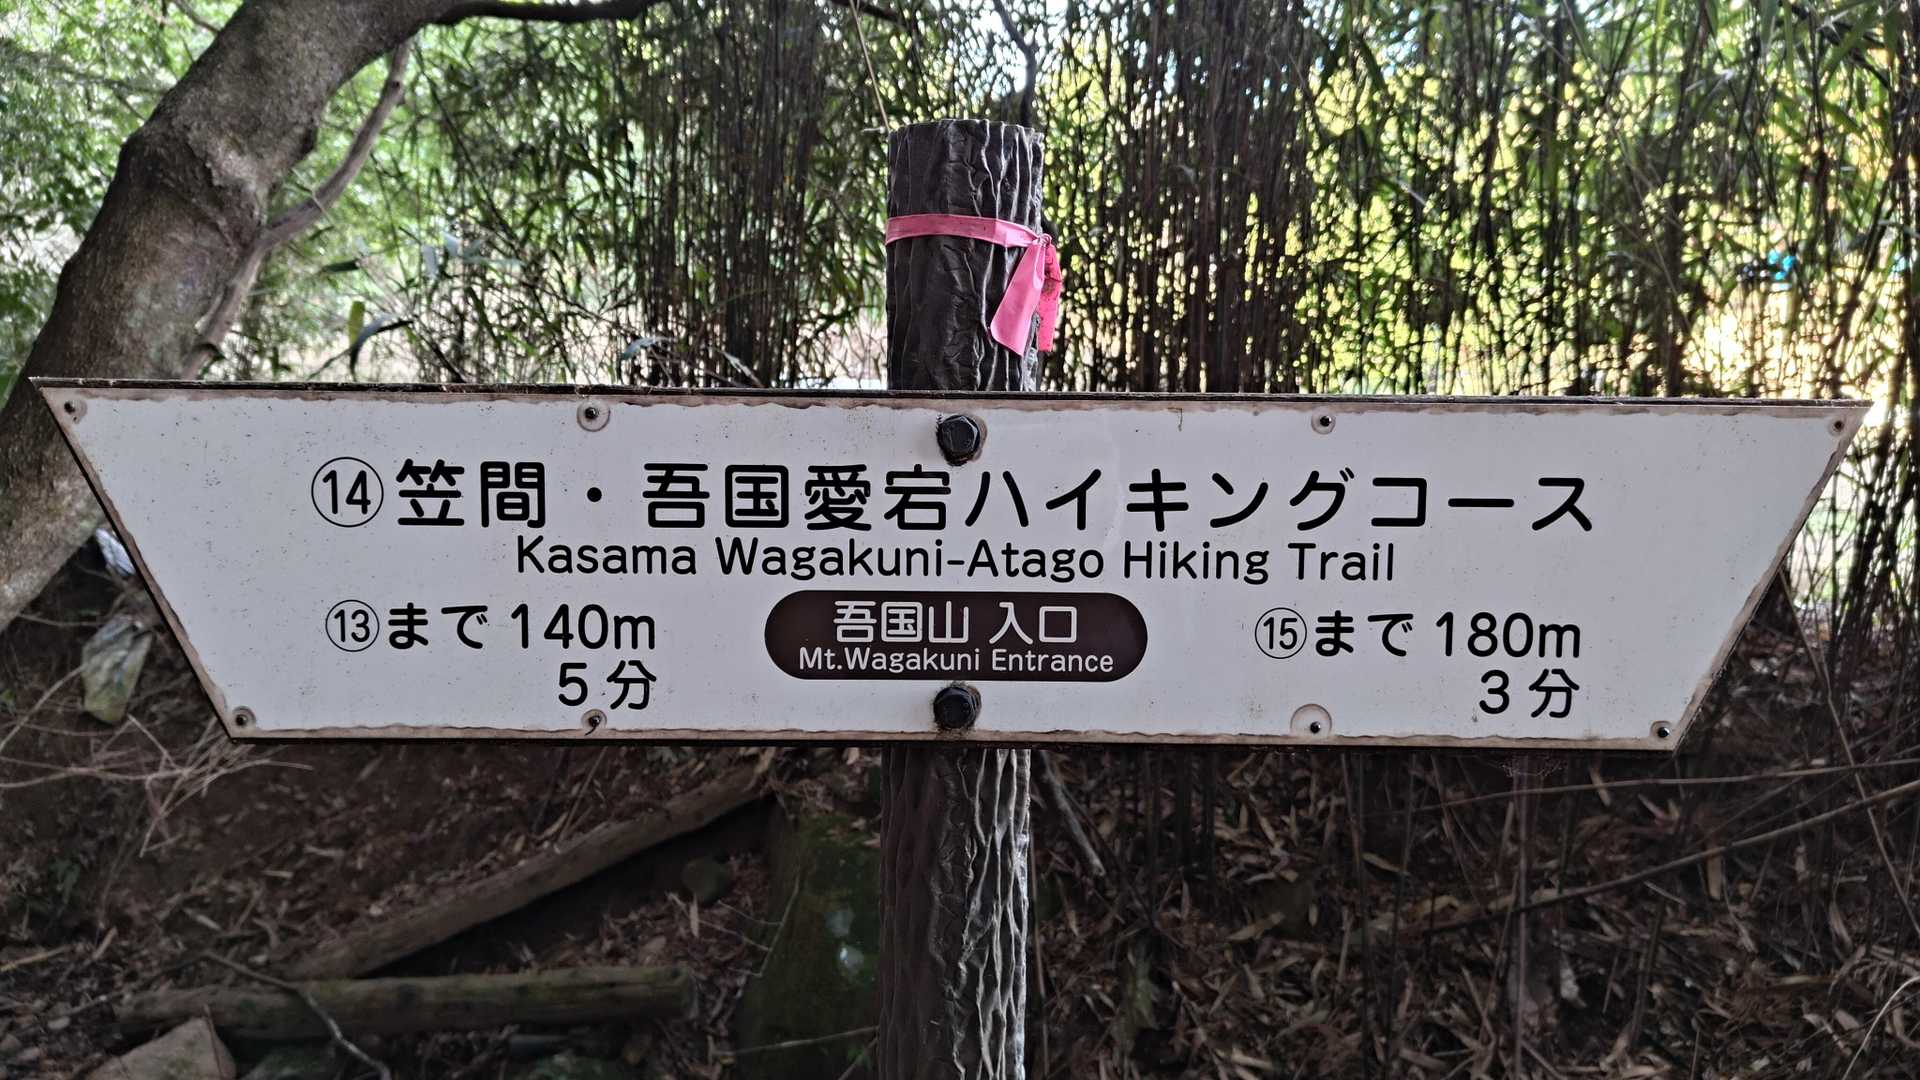 ⑭笠間・吾国愛宕ハイキングコース
Kasama Wagakuni-Atago Hiking Trail
⑬まで 140m
5分
吾国山 入口
Mt.Wagakuni Entrance
⑮まで 180m
3分